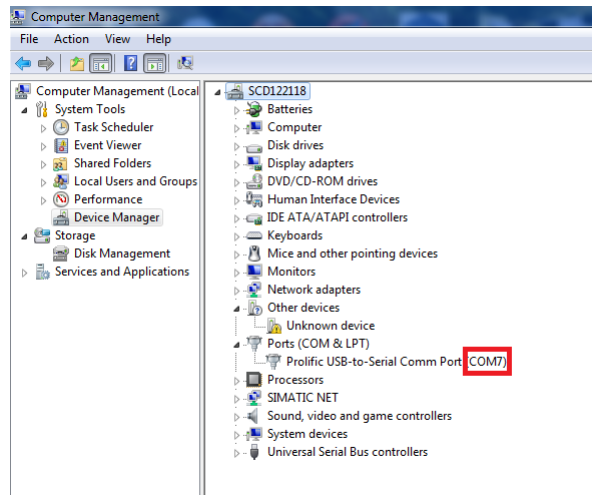 Computer Management
File Action View Help
Computer Management (Local
System Tools
Task Scheduler
Event Viewer
Shared Folders
Local Users and Groups
Performance
Device Manager
Storage
Disk Management
Services and Applications
SCD122118
Batteries
Computer
Disk drives
Display adapters
DVD/CD-ROM drives
Human Interface Devices
IDE ATA/ATAPI controllers
Keyboards
Mice and other pointing devices
Monitors
Network adapters
Other devices
Unknown device
Ports (COM & LPT)
Prolific USB-to-Serial Comm Port (COM7)
Processors
SIMATIC NET
Sound, video and game controllers
System devices
Universal Serial Bus controllers